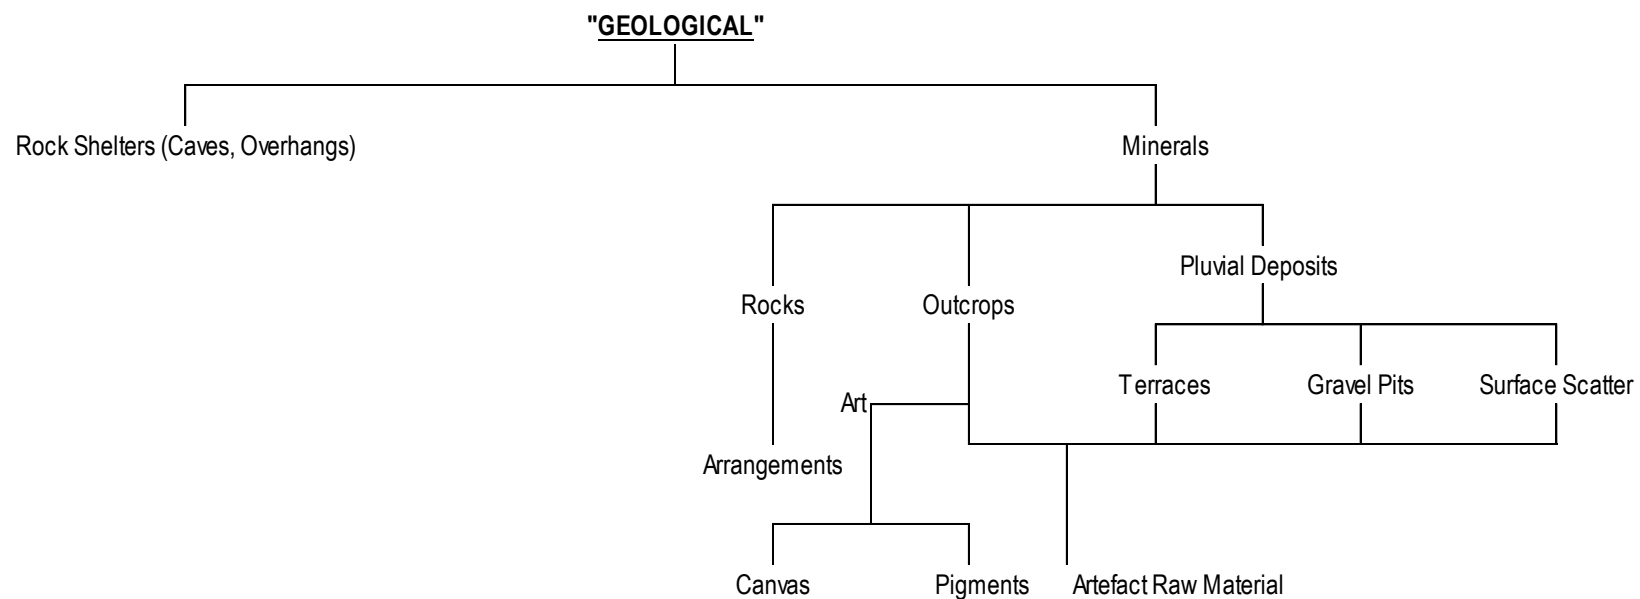 "GEOLOGICAL"
Rock Shelters (Caves, Overhangs)
Minerals
Pluvial Deposits
Rocks
Outcrops
Terraces
Gravel Pits
Surface Scatter
Art
Arrangements
Canvas
Pigments
Artefact Raw Material